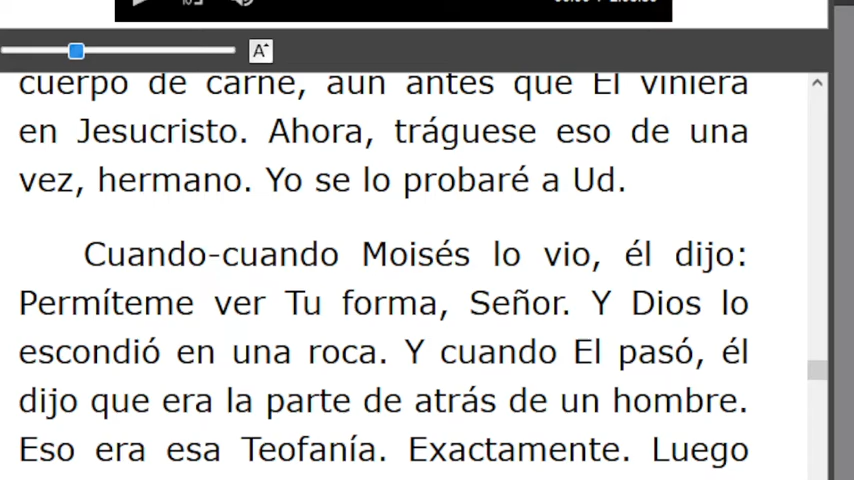 A
cuerpo de carne, aun antes que El viniera
en Jesucristo. Ahora, tráguese eso de una
vez, hermano. Yo se lo probaré a Ud.
Cuando-cuando Moisés lo vio, él dijo:
Permíteme ver Tu forma, Señor. Y Dios lo
escondió en una roca. Y cuando El pasó, él
dijo que era la parte de atrás de un hombre.
Eso era esa Teofanía. Exactamente. Luego